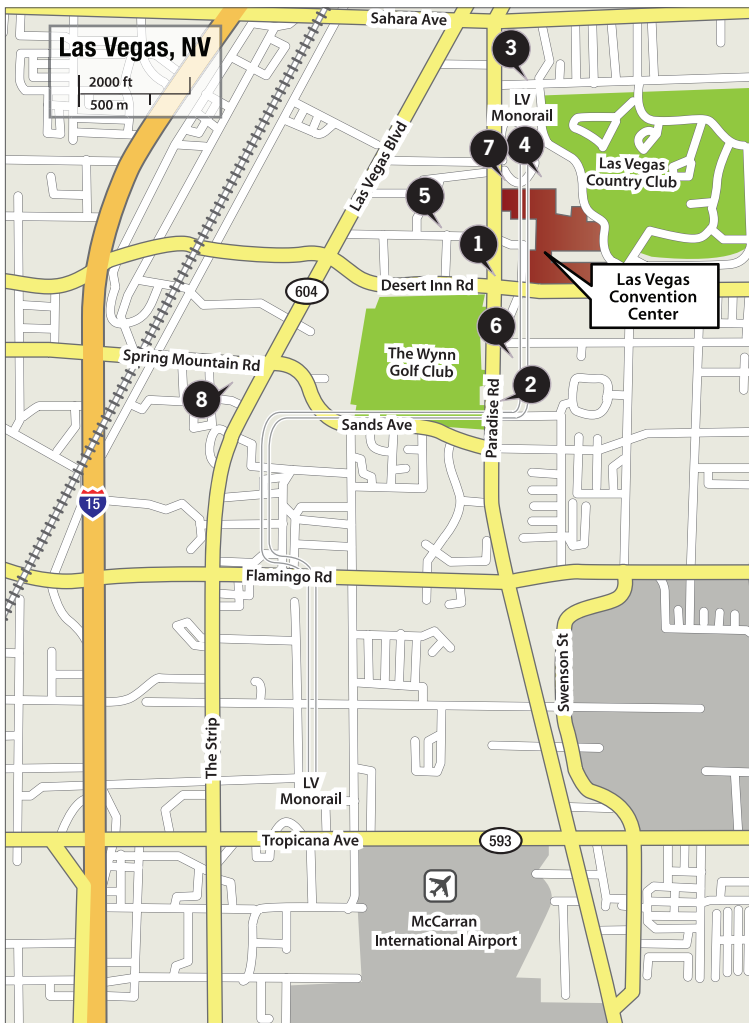 Sahara Ave
Las Vegas, NV
2000 ft
500 m
3
LV
Monorail
Las Vegas Blvd
7
4
Las Vegas
Country Club
5
1
Desert Inn Rd
604
Las Vegas
Convention
Center
6
Spring Mountain Rd
The Wynn
Golf Club
8
2
Paradise Rd
Sands Ave
15
Flamingo Rd
Swenson St
The Strip
LV
Monorail
Tropicana Ave
593
McCarran
International Airport